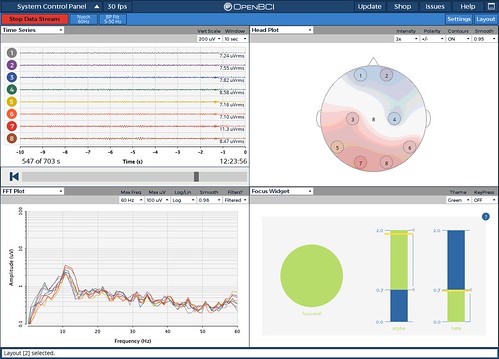 System Control Panel
30 fps
OPENBCI
Update
Shop
Issues
Help
Stop Data Stream
Notch
60Hz
BP Filt
5-50 Hz
Settings
Layout
Time Series
Vert Scale
Window
200 uV
10 sec
1
7.24 uVrms
2
7.55 uVrms
3
7.82 uVrms
4
8.58 uVrms
5
7.16 uVrms
6
7.10 uVrms
7
11.3 uVrms
8
8.47 uVrms
-10 -9 -8 -7 -6 -5 -4 -3 -2 -1 0
547 of 703 s
Time (s)
12:23:56
Head Plot
Intensity
Polarity
Contours
Smooth
2x
+/-
ON
0.95
1
2
3
8
4
5
6
7
8
FFT Plot
Max Freq
Max uV
Log/Lin
Smooth
Filters?
60 Hz
100 uV
Log
0.98
Filtered
Amplitude (uV)
100
10
1
0.1
0 10 20 30 40 50 60
Frequency (Hz)
Focus Widget
Theme
KeyPress
Green
OFF
?
focused!
2.0
0.7
0.0
alpha
2.0
0.7
0.0
beta
Layout [2] selected.